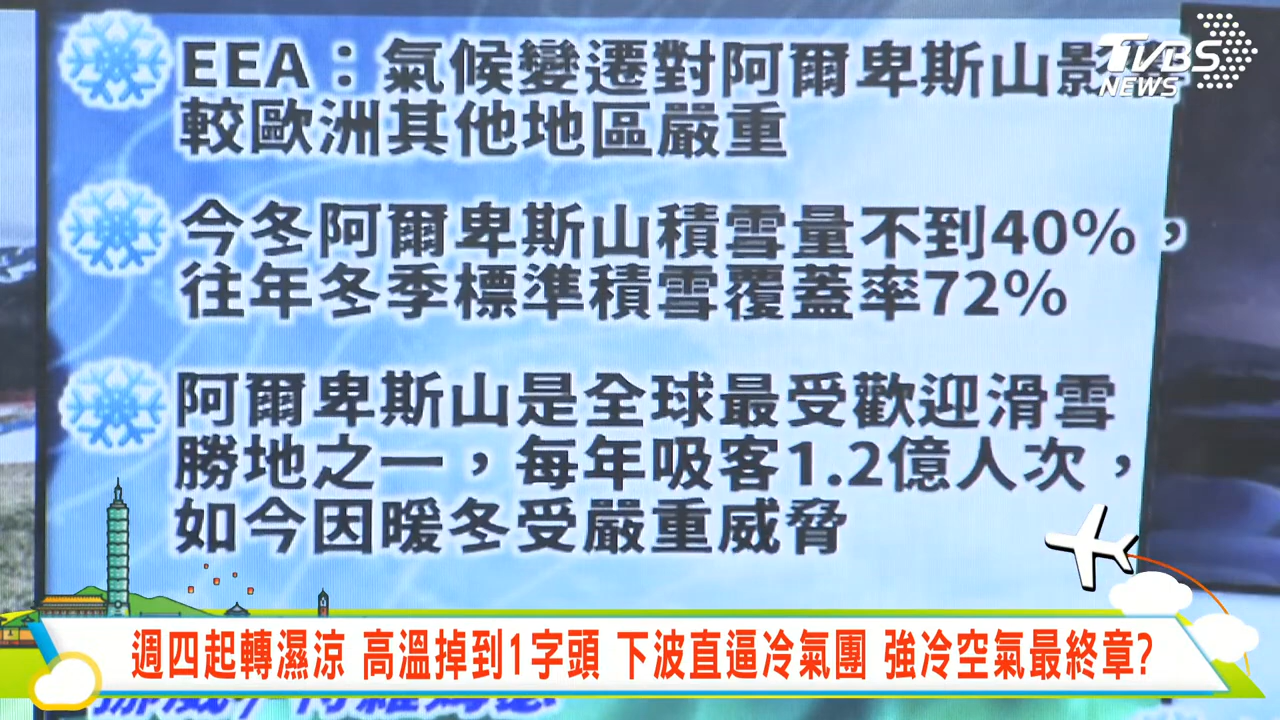 EEA：氣候變遷對阿爾卑斯山影
TVBS
NEWS
較歐洲其他地區嚴重
今冬阿爾卑斯山積雪量不到40%，
往年冬季標準積雪覆蓋率72%
阿爾卑斯山是全球最受歡迎滑雪
勝地之一，每年吸客1.2億人次，
如今因暖冬受嚴重威脅
週四起轉濕涼 高溫掉到1字頭 下波直逼冷氣團 強冷空氣最終章?